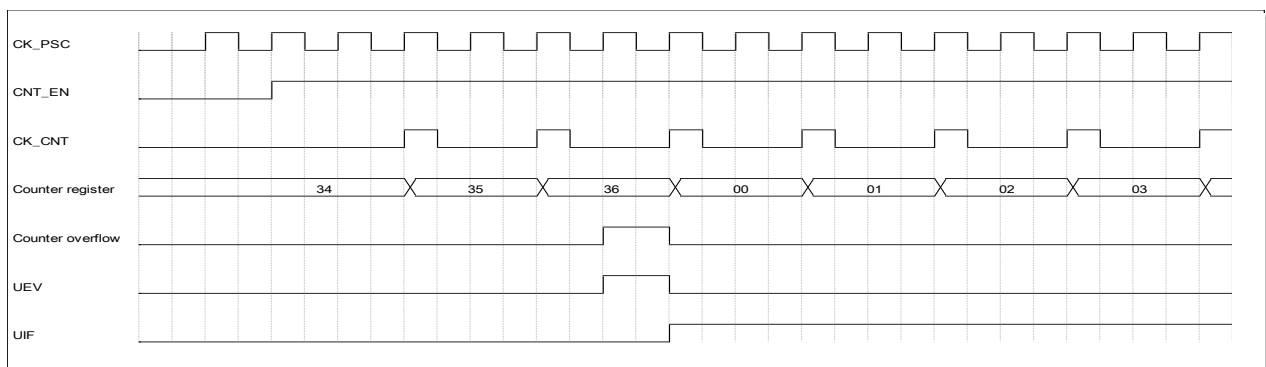 CK_PSC
CNT_EN
CK_CNT
Counter register 34 35 36 00 01 02 03
Counter overflow
UEV
UIF